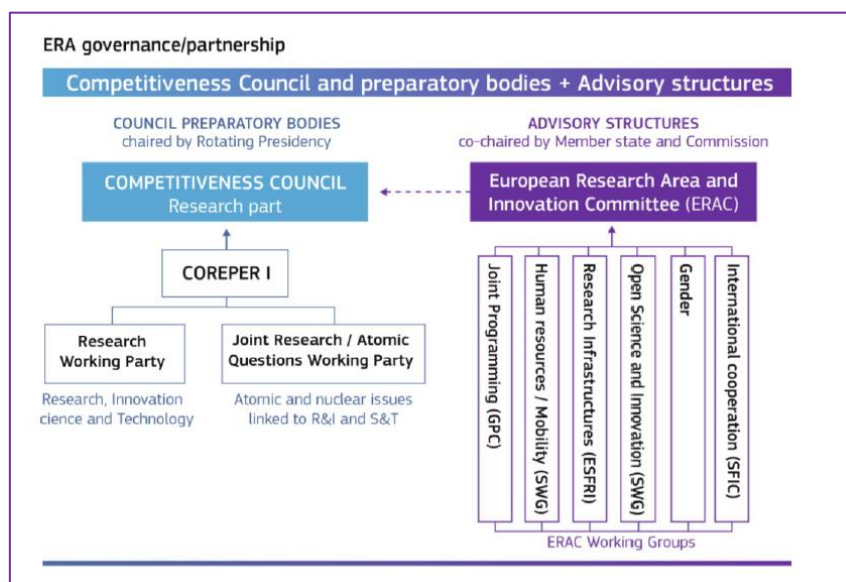 ERA governance/partnership
Competitiveness Council and preparatory bodies + Advisory structures
COUNCIL PREPARATORY BODIES
chaired by Rotating Presidency
COMPETITIVENESS COUNCIL
Research part
COREPER I
Research
Working Party
Research, Innovation
cience and Technology
Joint Research / Atomic
Questions Working Party
Atomic and nuclear issues
linked to R&I and S&T
ADVISORY STRUCTURES
co-chaired by Member state and Commission
European Research Area and
Innovation Committee (ERAC)
Joint Programming (GPC)
Human resources / Mobility (SWG)
Research Infrastructures (ESFRI)
Open Science and Innovation (SWG)
Gender
International cooperation (SFIC)
ERAC Working Groups